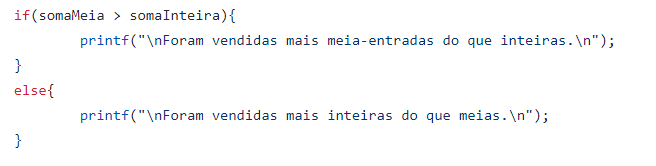 if(somaMeia > somaInteira){
        printf("\nForam vendidas mais meia-entradas do que inteiras.\n");
}
else{
        printf("\nForam vendidas mais inteiras do que meias.\n");
}